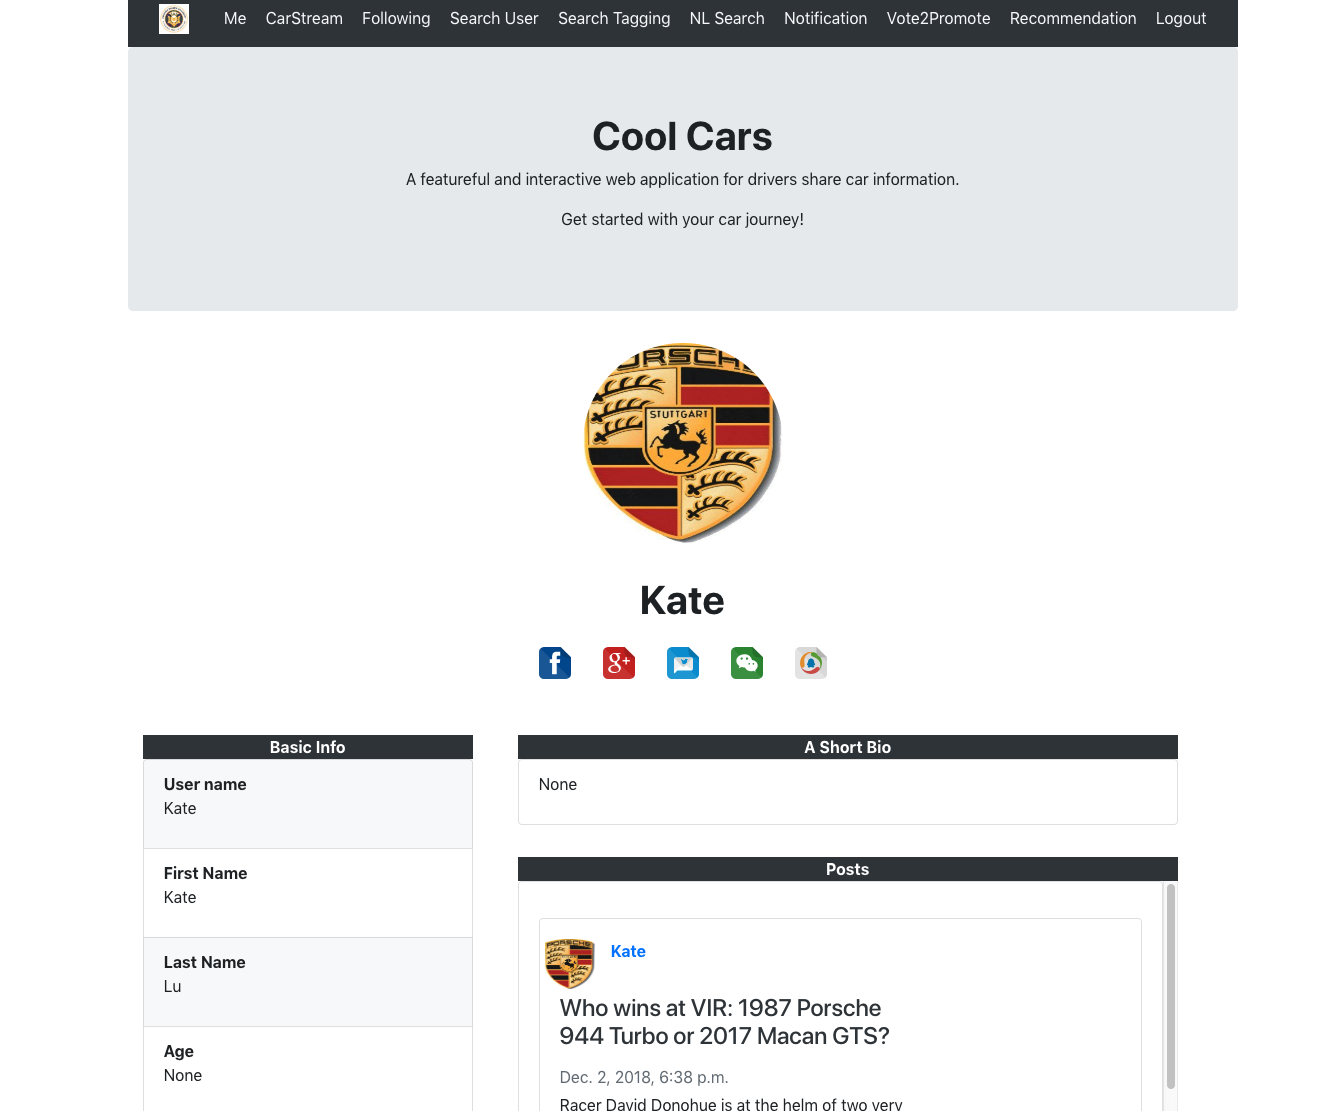 Me CarStream Following Search User Search Tagging NL Search Notification Vote2Promote Recommendation Logout
Cool Cars
A featureful and interactive web application for drivers share car information.
Get started with your car journey!
PORSCHE
STUTTGART
Kate
Basic Info
User name
Kate
First Name
Kate
Last Name
Lu
Age
None
A Short Bio
None
Posts
PORSCHE
Kate
Who wins at VIR: 1987 Porsche
944 Turbo or 2017 Macan GTS?
Dec. 2, 2018, 6:38 p.m.
Racer David Donohue is at the helm of two very